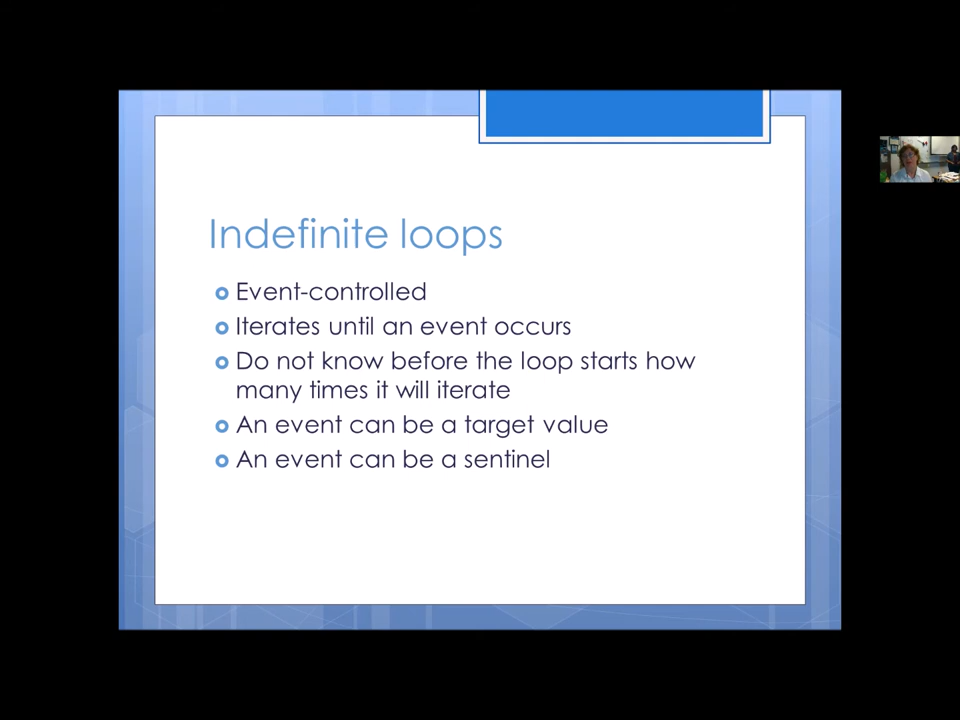 Indefinite loops
Event-controlled
Iterates until an event occurs
Do not know before the loop starts how
many times it will iterate
An event can be a target value
An event can be a sentinel